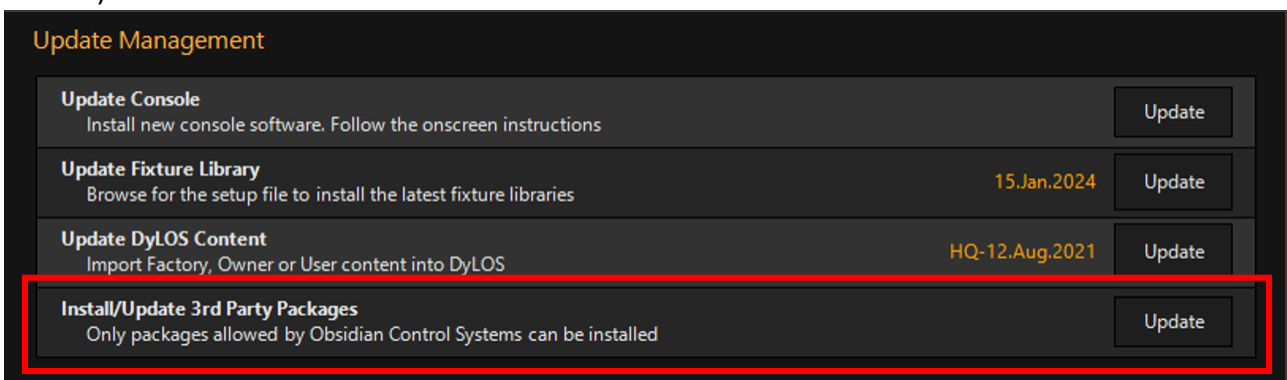 Update Management
Update Console
Install new console software. Follow the onscreen instructions
Update
Update Fixture Library
Browse for the setup file to install the latest fixture libraries
15.Jan.2024
Update
Update DyLOS Content
Import Factory, Owner or User content into DyLOS
HQ-12.Aug.2021
Update
Install/Update 3rd Party Packages
Only packages allowed by Obsidian Control Systems can be installed
Update